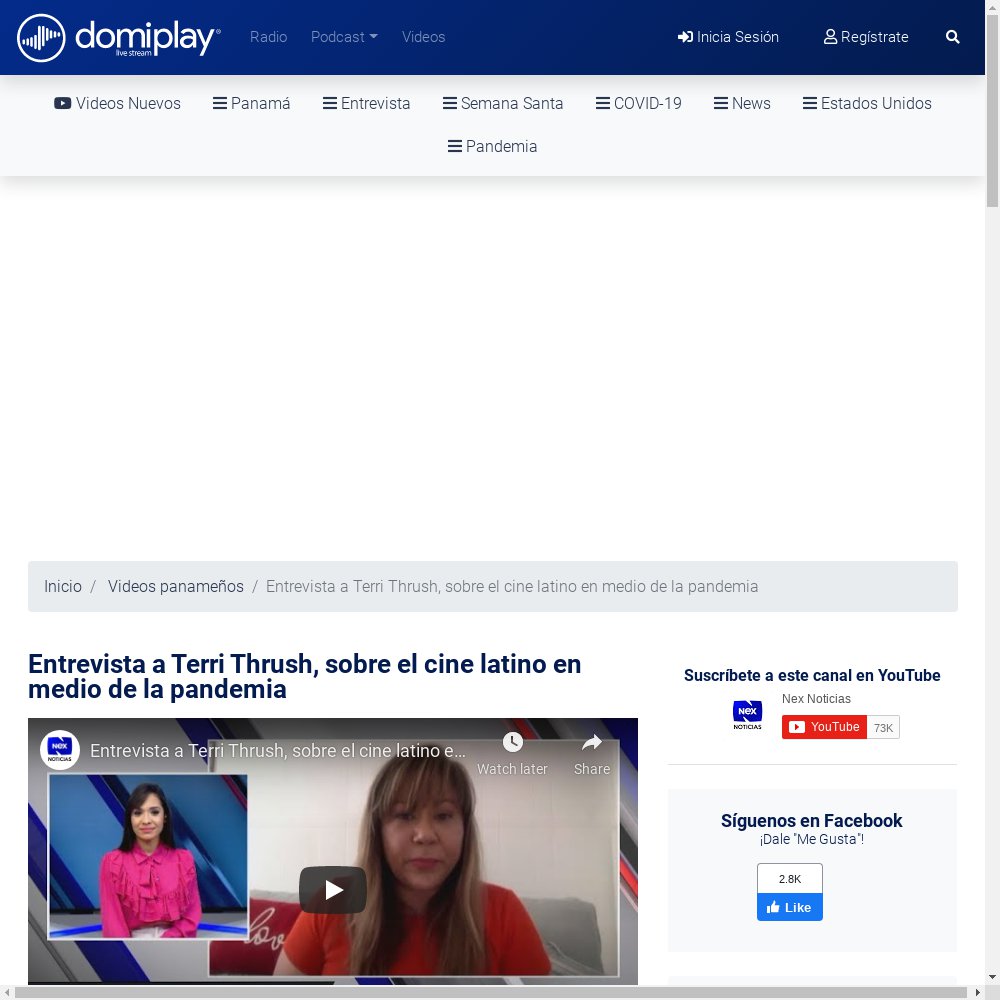 domiplay®
live stream
Radio
Podcast
Videos
Inicia Sesión
Regístrate
Videos Nuevos
Panamá
Entrevista
Semana Santa
COVID-19
News
Estados Unidos
Pandemia
Inicio / Videos panameños / Entrevista a Terri Thrush, sobre el cine latino en medio de la pandemia
Entrevista a Terri Thrush, sobre el cine latino en
medio de la pandemia
NEX
NOTICIAS
Entrevista a Terri Thrush, sobre el cine latino e...
Watch later
Share
love
Suscríbete a este canal en YouTube
NEX
NOTICIAS
Nex Noticias
YouTube
73K
Síguenos en Facebook
¡Dale "Me Gusta"!
2.8K
Like